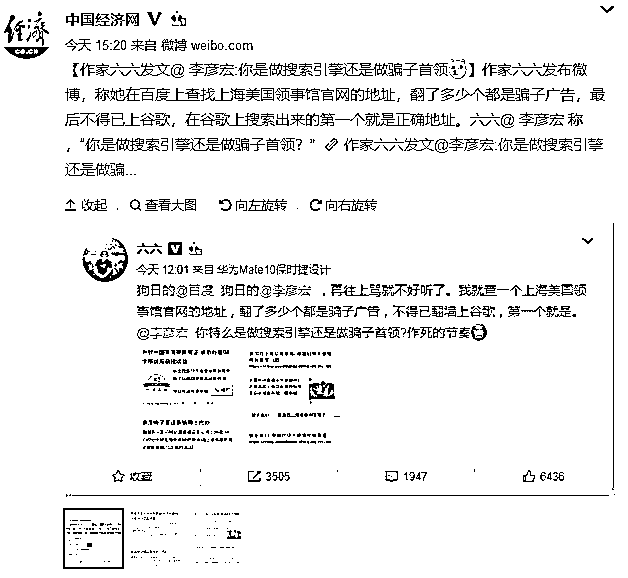 经济
CE.CN
中国经济网 V
今天 15:20 来自 微博 weibo.com
【作家六六发文@ 李彦宏:你是做搜索引擎还是做骗子首领】作家六六发布微
博，称她在百度上查找上海美国领事馆官网的地址，翻了多少个都是骗子广告，最
后不得已上谷歌，在谷歌上搜索出来的第一个就是正确地址。六六@ 李彦宏 称
，“你是做搜索引擎还是做骗子首领？” 作家六六发文@李彦宏:你是做搜索引擎
还是做骗...
收起 查看大图 向左旋转 向右旋转
六六 V
今天 12:01 来自 华为Mate10保时捷设计
狗日的@百度 狗日的@李彦宏 ，再往上骂就不好听了。我就查一个上海美国领
事馆官网的地址，翻了多少个都是骗子广告，不得已翻墙上谷歌，第一个就是。
@李彦宏 你特么是做搜索引擎还是做骗子首领?作死的节奏
收藏 3505 1947 6436